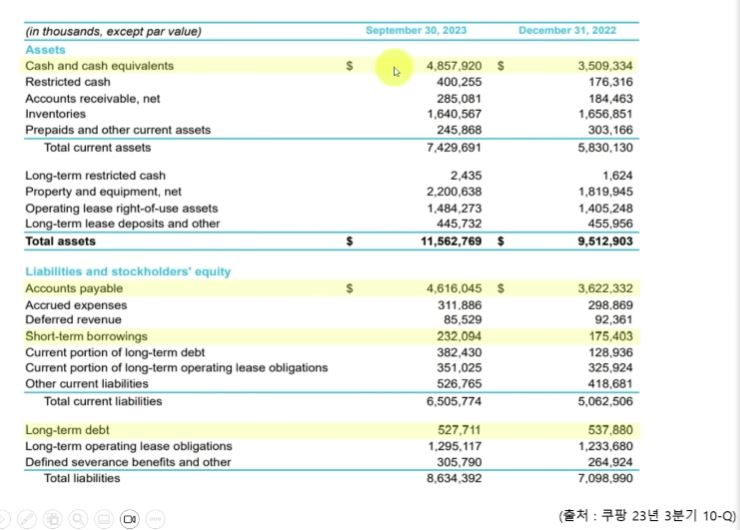 (in thousands, except par value) September 30, 2023 December 31, 2022
Assets
Cash and cash equivalents $ 4,857,920 $ 3,509,334
Restricted cash 400,255 176,316
Accounts receivable, net 285,081 184,463
Inventories 1,640,567 1,656,851
Prepaids and other current assets 245,868 303,166
Total current assets 7,429,691 5,830,130
Long-term restricted cash 2,435 1,624
Property and equipment, net 2,200,638 1,819,945
Operating lease right-of-use assets 1,484,273 1,405,248
Long-term lease deposits and other 445,732 455,956
Total assets $ 11,562,769 $ 9,512,903
Liabilities and stockholders' equity
Accounts payable $ 4,616,045 $ 3,622,332
Accrued expenses 311,886 298,869
Deferred revenue 85,529 92,361
Short-term borrowings 232,094 175,403
Current portion of long-term debt 382,430 128,936
Current portion of long-term operating lease obligations 351,025 325,924
Other current liabilities 526,765 418,681
Total current liabilities 6,505,774 5,062,506
Long-term debt 527,711 537,880
Long-term operating lease obligations 1,295,117 1,233,680
Defined severance benefits and other 305,790 264,924
Total liabilities 8,634,392 7,098,990
(출처 : 쿠팡 23년 3분기 10-Q)